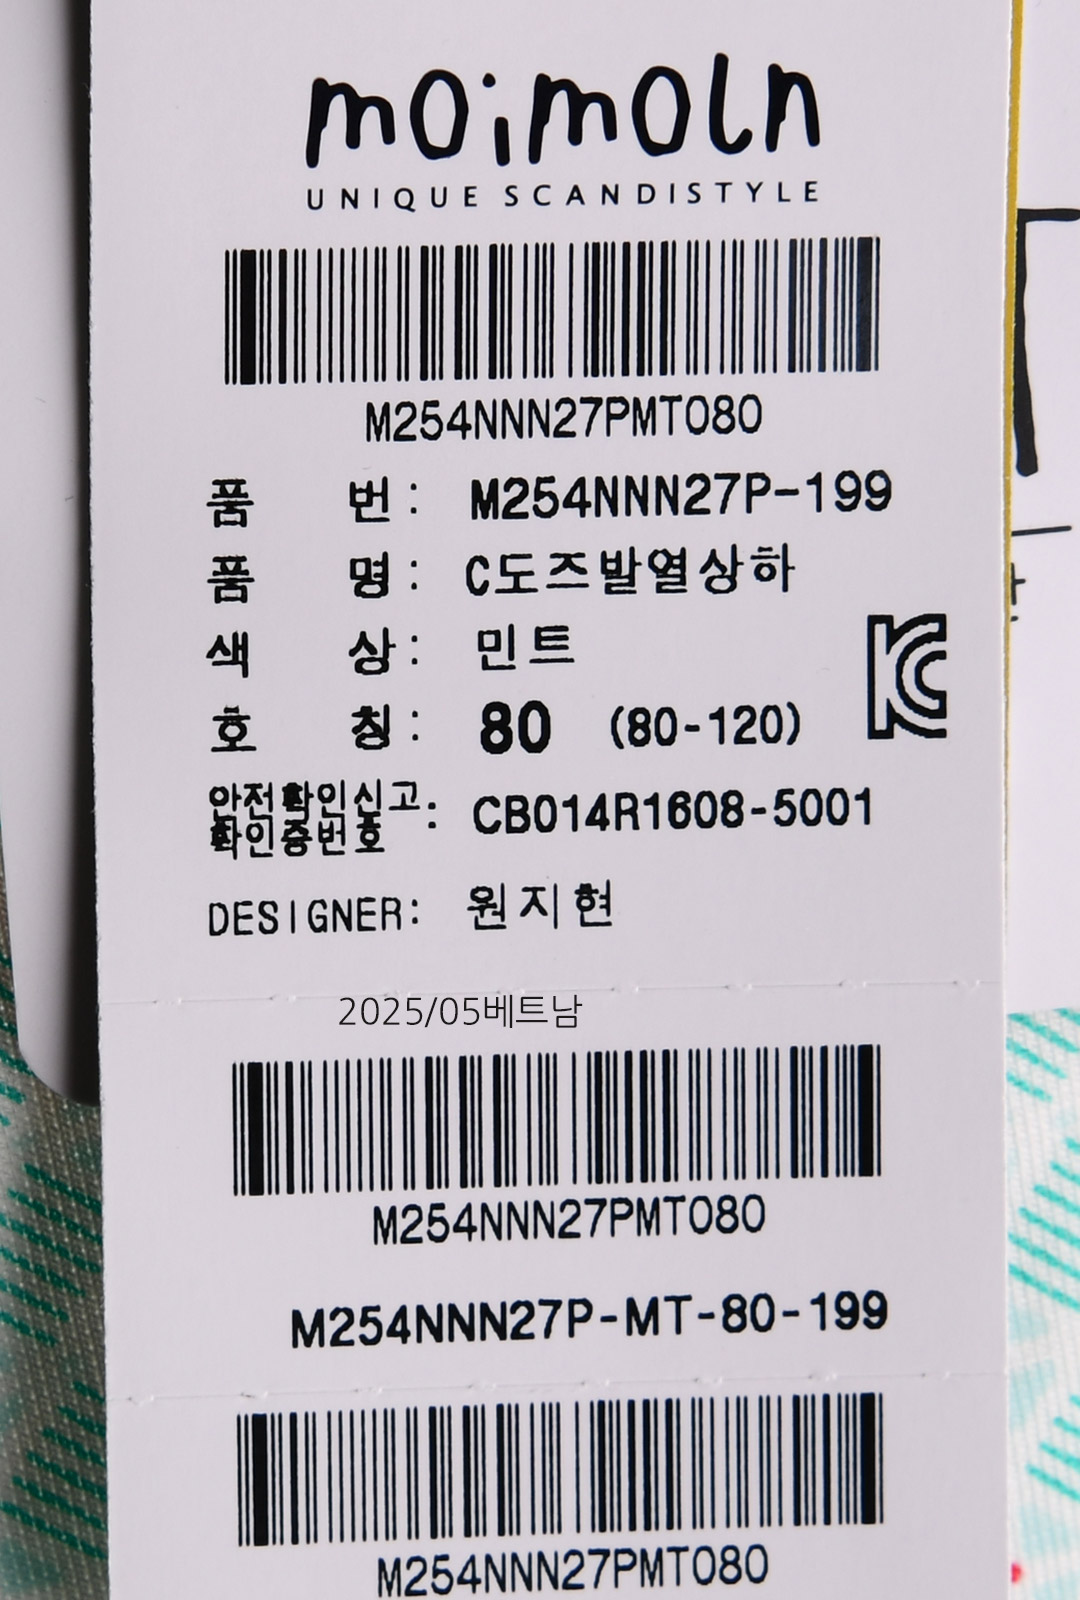 moimoln
UNIQUE SCANDISTYLE
M254NNN27PMT080
품 번 : M254NNN27P-199
품 명 : C도즈발열상하
색 상 : 민트
호 칭 : 80 (80-120)
안전확인신고
확인증번호 : CB014R1608-5001
DESIGNER: 원지현
2025/05베트남
M254NNN27PMT080
M254NNN27P-MT-80-199
M254NNN27PMT080